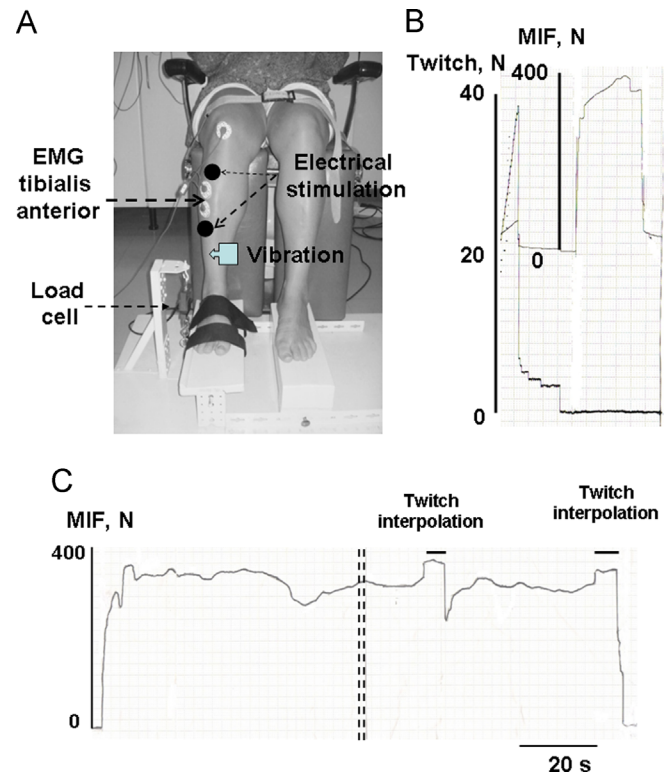 A
EMG
tibialis
anterior
Electrical
stimulation
Vibration
Load
cell
B
MIF, N
Twitch, N
400
40
20
0
0
C
MIF, N
Twitch
interpolation
Twitch
interpolation
400
0
20 s